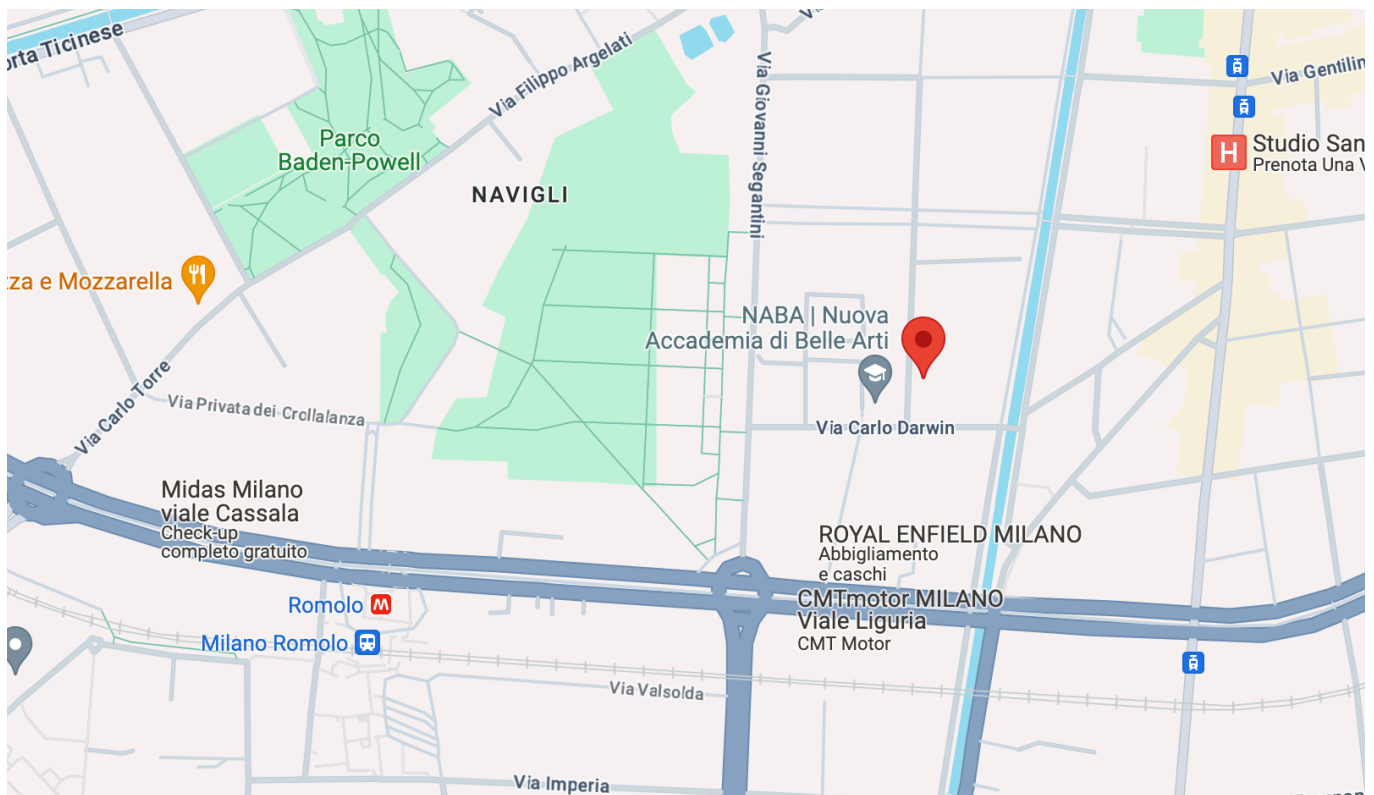 orta Ticinese
Via Filippo Argelati
Via Giovanni Segantini
Via Gentilin
Parco
Baden-Powell
H
Studio San
Prenota Una V
NAVIGLI
zza e Mozzarella
NABA | Nuova
Accademia di Belle Arti
Via Carlo Torre
Via Privata dei Crollalanza
Via Carlo Darwin
Midas Milano
viale Cassala
Check-up
completo gratuito
ROYAL ENFIELD MILANO
Abbigliamento
e caschi
Romolo M
CMTmotor MILANO
Viale Liguria
CMT Motor
Milano Romolo
Via Valsolda
Via Imperia